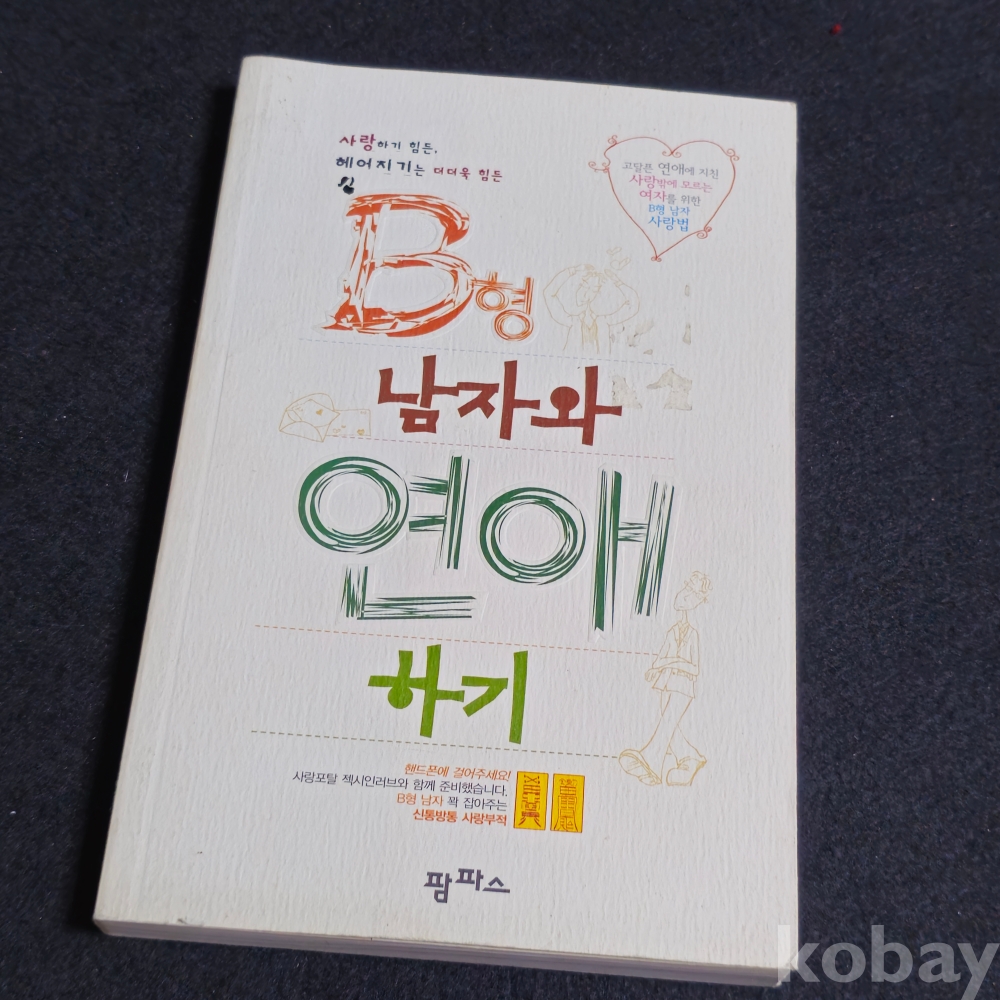 사랑하기 힘든,
헤어지기는 더더욱 힘든
고달픈 연애에 지친
사랑밖에 모르는
여자를 위한
B형 남자
사랑법
B형
남자와
연애
하기
핸드폰에 걸어주세요!
사랑포탈 젝시인러브와 함께 준비했습니다.
B형 남자 꽉 잡아주는
신통방통 사랑부적
팜파스
kobay